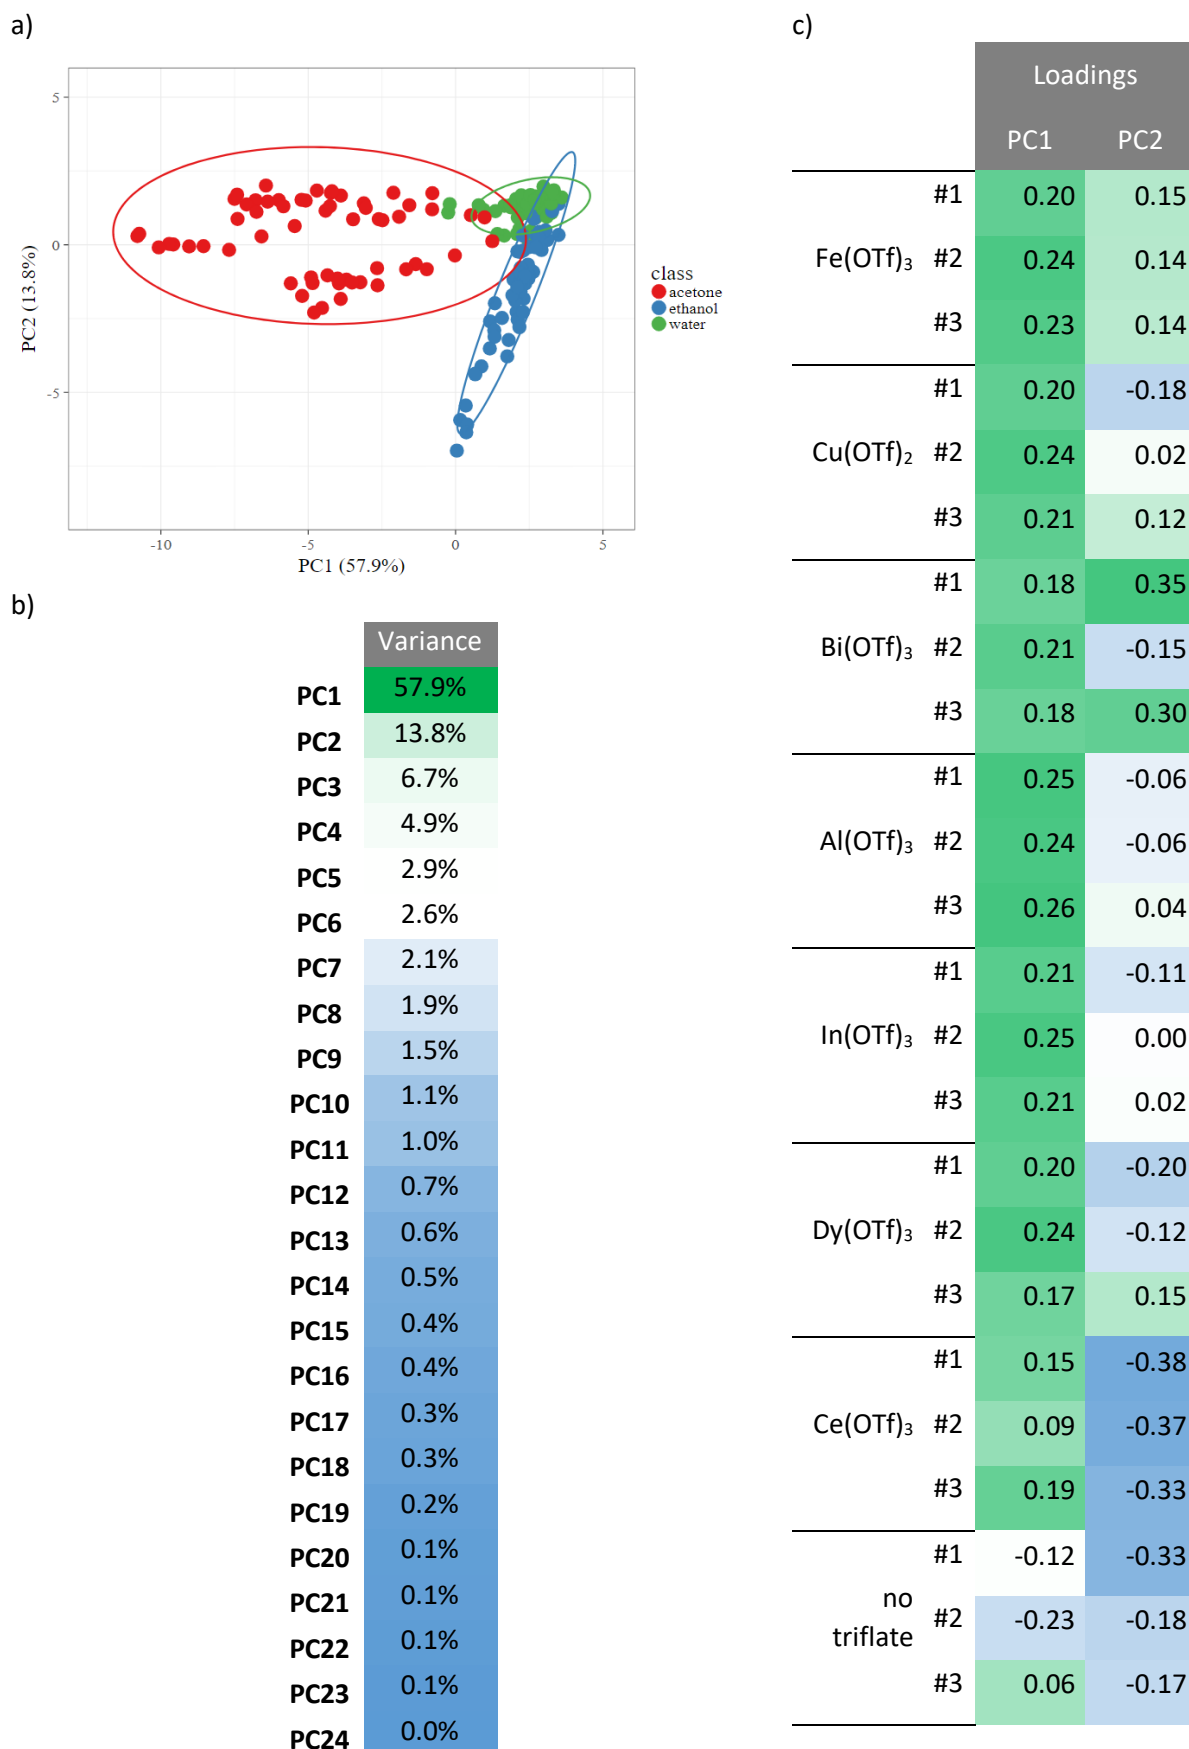 a)
5
0
-5
PC2 (13.8%)
-10
-5
0
5
PC1 (57.9%)
class
acetone
ethanol
water
b)
Variance
PC1 57.9%
PC2 13.8%
PC3 6.7%
PC4 4.9%
PC5 2.9%
PC6 2.6%
PC7 2.1%
PC8 1.9%
PC9 1.5%
PC10 1.1%
PC11 1.0%
PC12 0.7%
PC13 0.6%
PC14 0.5%
PC15 0.4%
PC16 0.4%
PC17 0.3%
PC18 0.3%
PC19 0.2%
PC20 0.1%
PC21 0.1%
PC22 0.1%
PC23 0.1%
PC24 0.0%
c)
Loadings
PC1 PC2
#1 0.20 0.15
Fe(OTf)₃ #2 0.24 0.14
#3 0.23 0.14
#1 0.20 -0.18
Cu(OTf)₂ #2 0.24 0.02
#3 0.21 0.12
#1 0.18 0.35
Bi(OTf)₃ #2 0.21 -0.15
#3 0.18 0.30
#1 0.25 -0.06
Al(OTf)₃ #2 0.24 -0.06
#3 0.26 0.04
#1 0.21 -0.11
In(OTf)₃ #2 0.25 0.00
#3 0.21 0.02
#1 0.20 -0.20
Dy(OTf)₃ #2 0.24 -0.12
#3 0.17 0.15
#1 0.15 -0.38
Ce(OTf)₃ #2 0.09 -0.37
#3 0.19 -0.33
#1 -0.12 -0.33
no
triflate #2 -0.23 -0.18
#3 0.06 -0.17